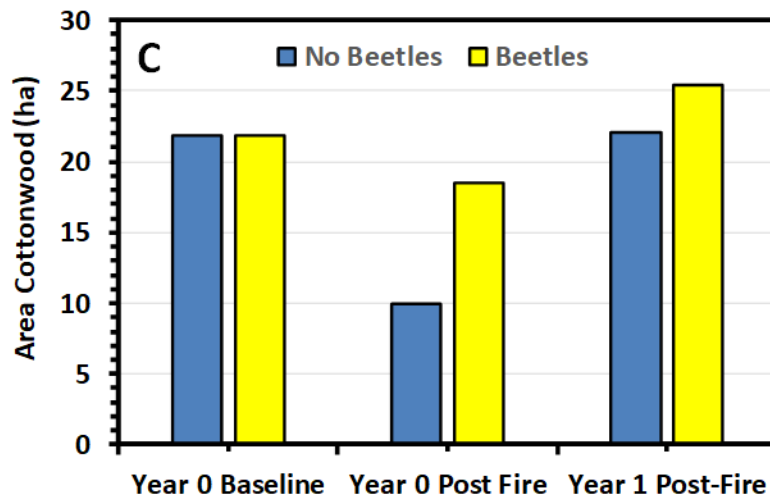 C
No Beetles
Beetles
Area Cottonwood (ha)
30
25
20
15
10
5
0
Year 0 Baseline
Year 0 Post Fire
Year 1 Post-Fire